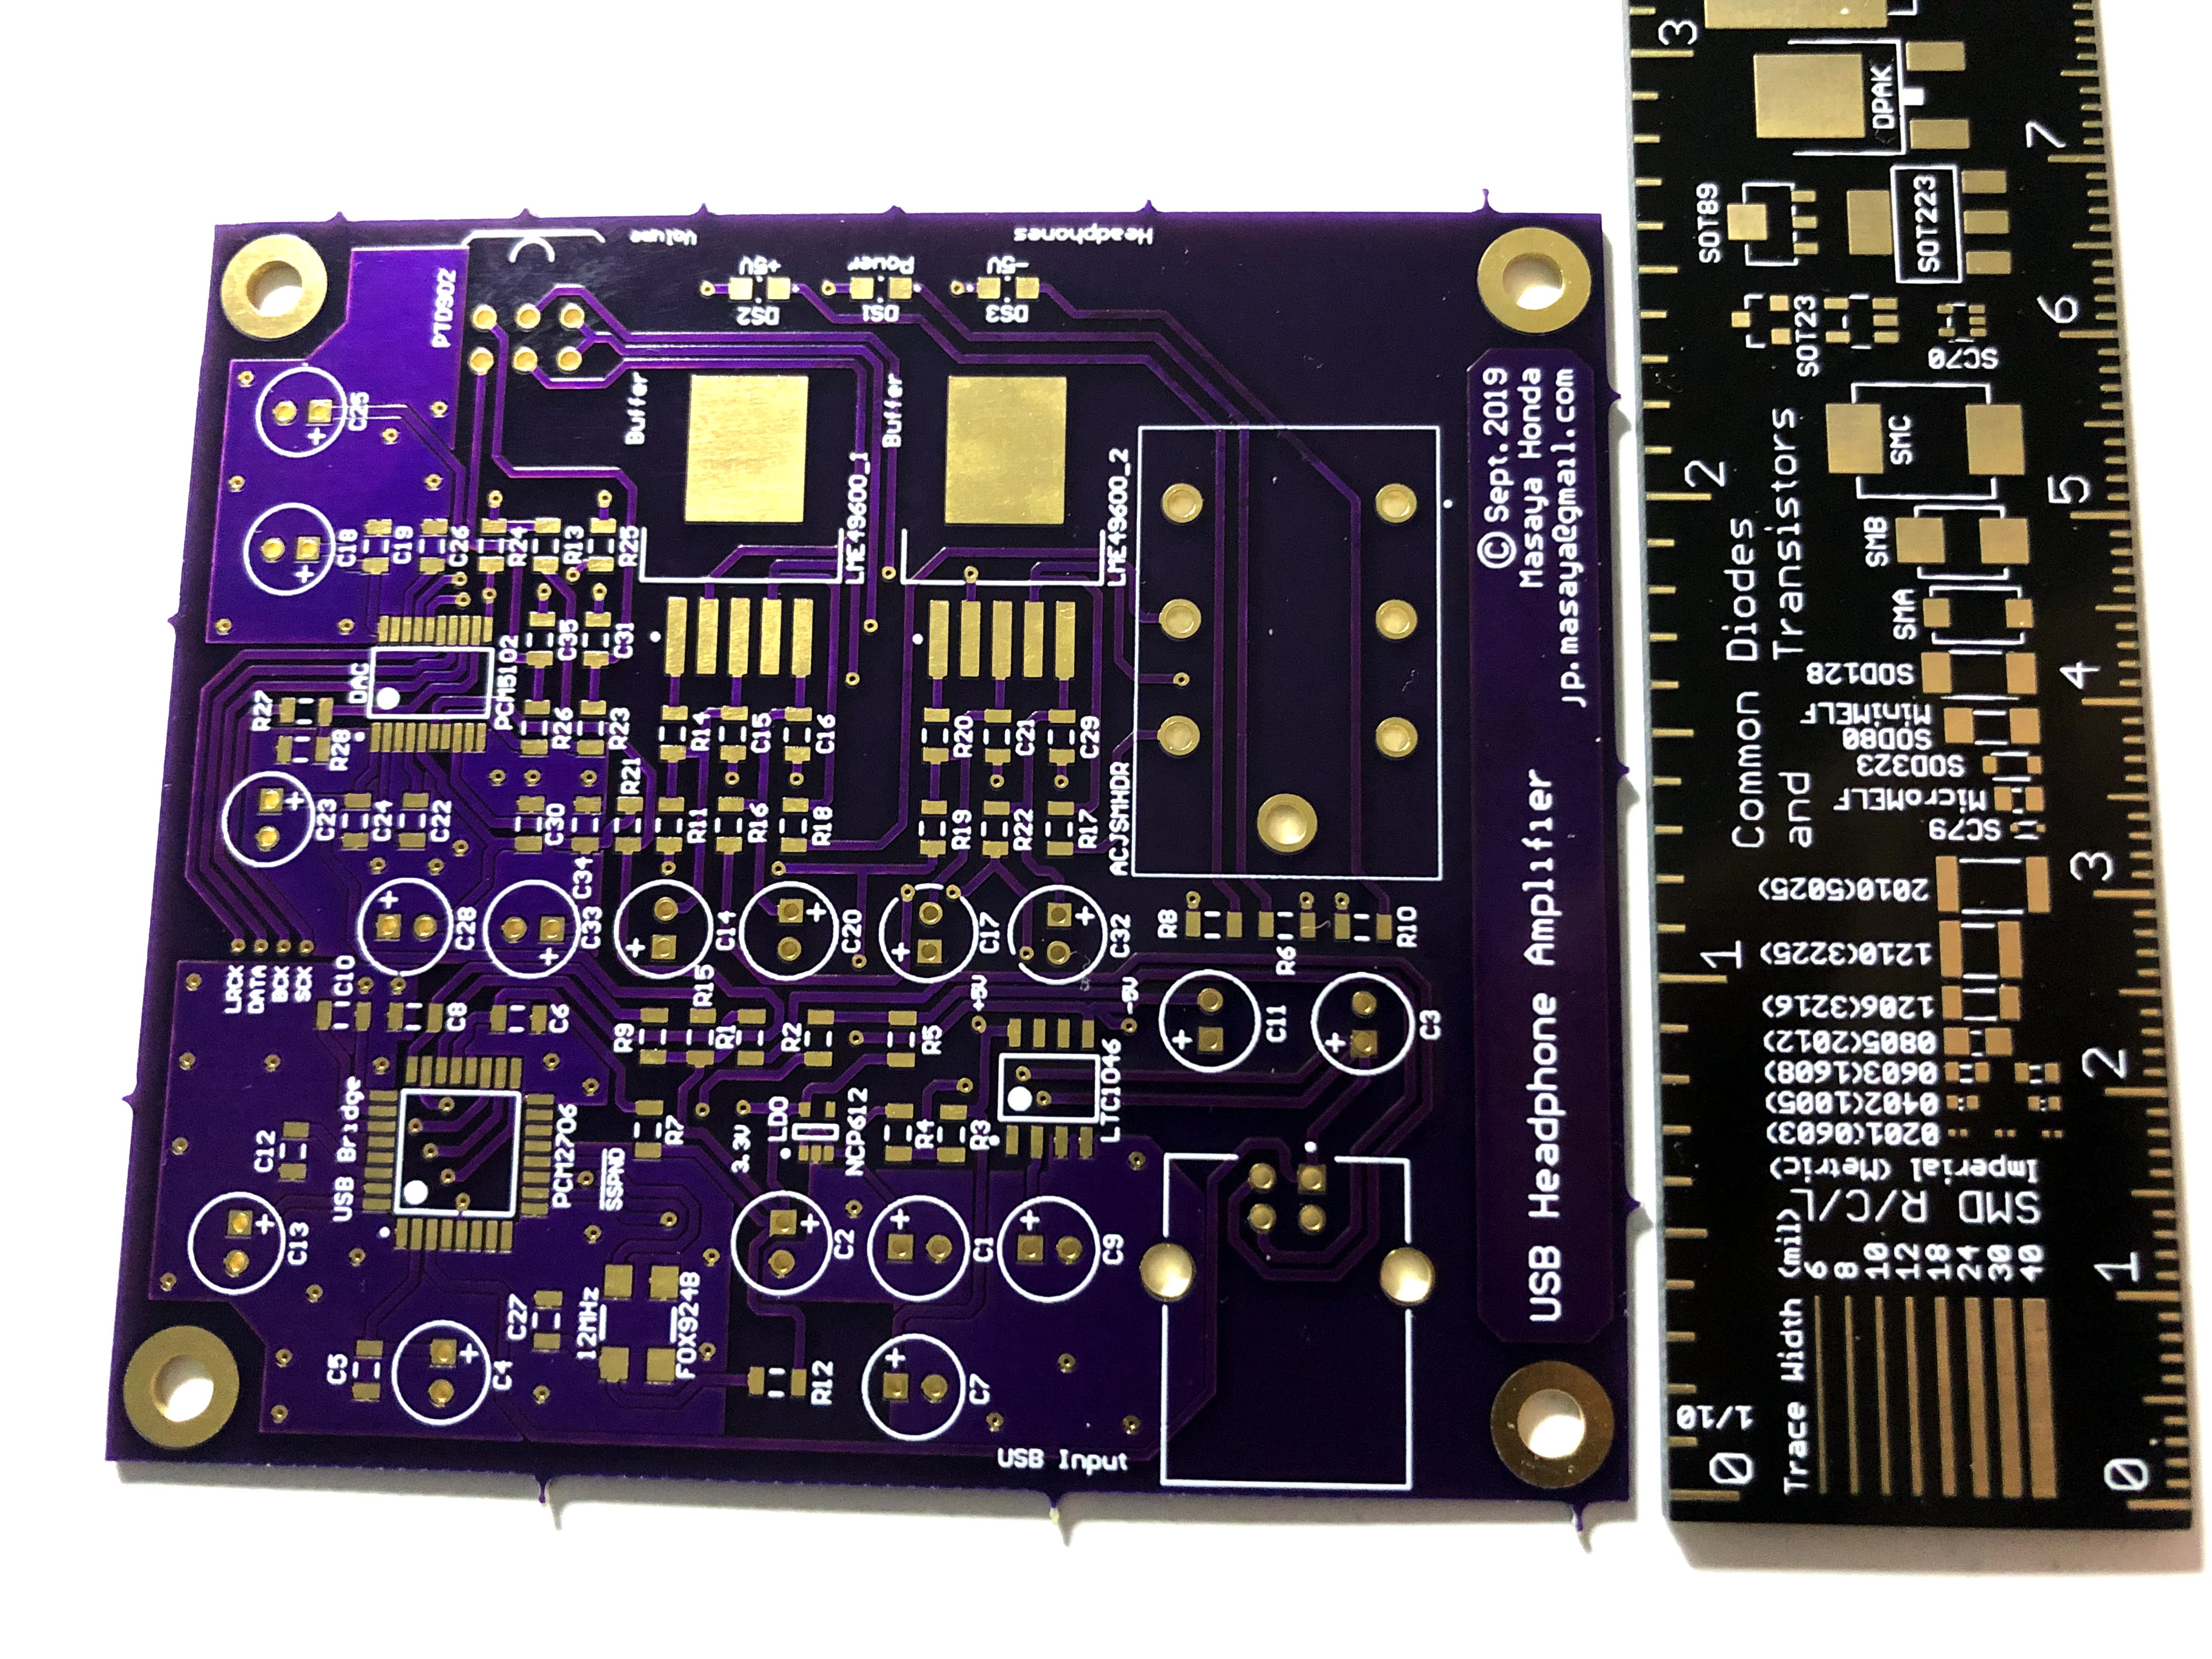 LRCK
DATA
BCK
SCK
C13
C12
C5
USB Bridge
C10
C23
R27
R28
DAC
C18
C25
C24
C19
C22
C28
C26
PTD902
C4
C8
C27
PCM2706
C6
PCM5102
R24
C30
R26
C35
R13
12MHz
SSPND
C33
C34
R23
C31
R25
R9
R21
Buffer
Volume
FOX924B
R7
R15
R1
C14
R11
R14
3.3V
LDO
R16
C15
DS2
+5V
R12
C2
R2
NCP612
C20
R18
C16
LME49600_1
Buffer
DS1
Power
C7
C1
R4
R3
R5
+5V
C17
R19
R20
USB Input
R22
C21
DS3
-5V
Headphones
C9
LTC1046
-5V
C32
R17
C29
LME49600_2
ACJSMHDR
R8
C11
R6
C3
R10
© Sept.2019
USB Headphone Amplifier
Masaya Honda
jp.masaya@gmail.com
0
1/10
1
2
3
Common Diodes
and Transistors
Trace Width (mil)
6
8
10
12
18
24
30
40
SMD R/C/L
Imperial (Metric)
0201(0603)
0402(1005)
0603(1608)
0805(2012)
1206(3216)
1210(3225)
2010(5025)
SC79
MicroMELF
SOD323
SOD80
MiniMELF
SOD128
SMA
SMB
SMC
SOT23
SOT89
SC70
SOT223
DPAK
0
1
2
3
4
5
6
7